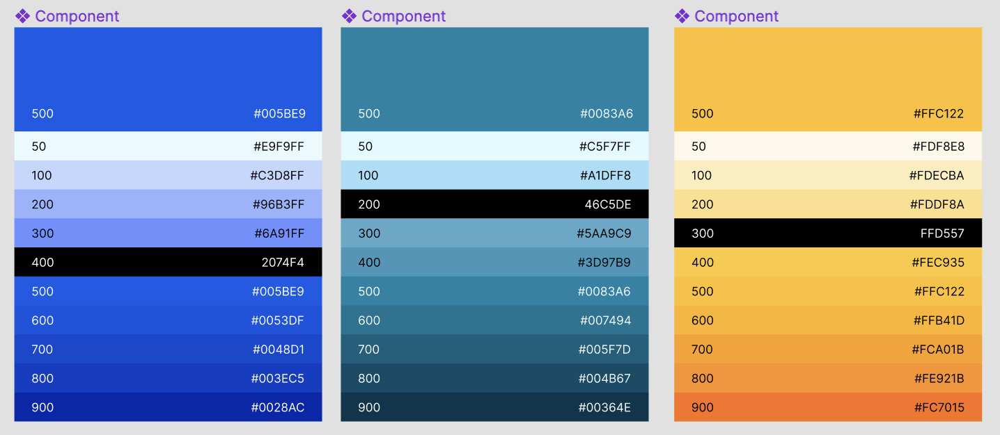 Component
500 #005BE9
50 #E9F9FF
100 #C3D8FF
200 #96B3FF
300 #6A91FF
400 2074F4
500 #005BE9
600 #0053DF
700 #0048D1
800 #003EC5
900 #0028AC
Component
500 #0083A6
50 #C5F7FF
100 #A1DFF8
200 46C5DE
300 #5AA9C9
400 #3D97B9
500 #0083A6
600 #007494
700 #005F7D
800 #004B67
900 #00364E
Component
500 #FFC122
50 #FDF8E8
100 #FDECBA
200 #FDDF8A
300 FFD557
400 #FEC935
500 #FFC122
600 #FFB41D
700 #FCA01B
800 #FE921B
900 #FC7015